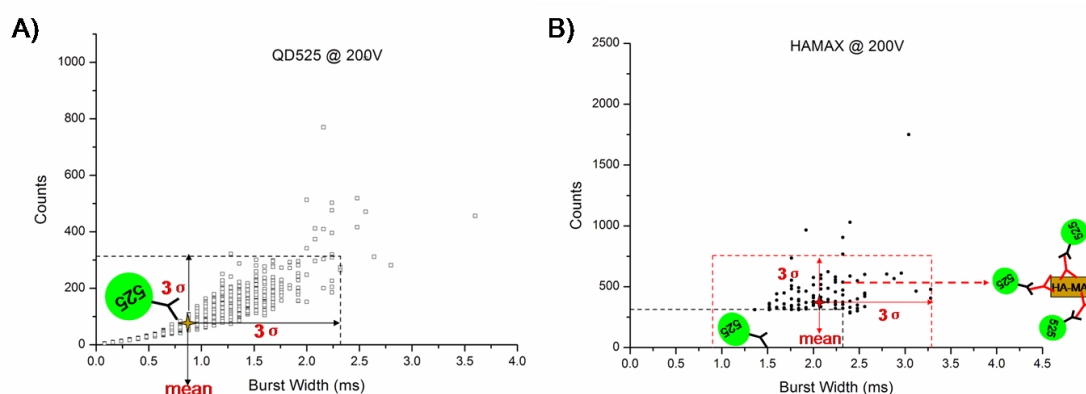 A)
QD525 @ 200V
1000
800
600
400
200
0
Counts
525
3 σ
3 σ
mean
0.0
0.5
1.0
1.5
2.0
2.5
3.0
3.5
4.0
Burst Width (ms)
B)
HAMAX @ 200V
2500
2000
1500
1000
500
0
Counts
3 σ
3 σ
mean
525
525
525
525
HA-MA
0.0
0.5
1.0
1.5
2.0
2.5
3.0
3.5
4.0
4.5
Burst Width (ms)